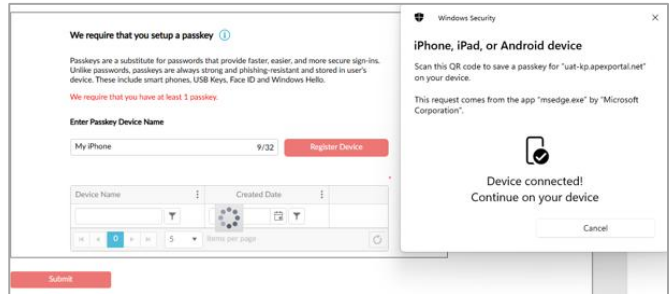 We require that you setup a passkey
Passkeys are a substitute for passwords that provide faster, easier, and more secure sign-ins.
Unlike passwords, passkeys are always strong and phishing-resistant and stored in user's
device. These include smart phones, USB Keys, Face ID and Windows Hello.
We require that you have at least 1 passkey.
Enter Passkey Device Name
My iPhone 9/32 Register Device
*
Device Name Created Date
0 5 items per page
Submit
Windows Security
iPhone, iPad, or Android device
Scan this QR code to save a passkey for "uat-kp.apexportal.net"
on your device.
This request comes from the app "msedge.exe" by "Microsoft
Corporation".
Device connected!
Continue on your device
Cancel